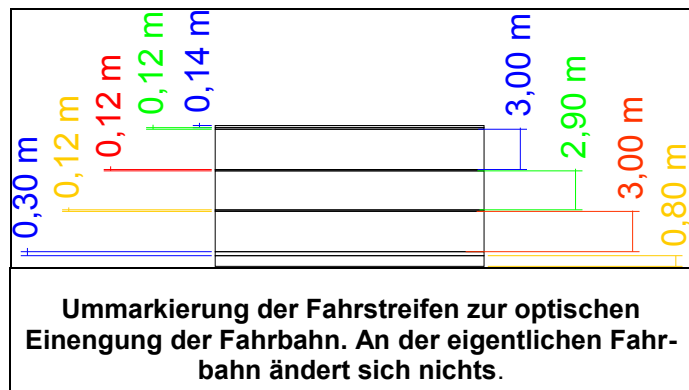 0,30 m
0,12 m
0,12 m
0,12 m
0,14 m
3,00 m
2,90 m
3,00 m
0,80 m
Ummarkierung der Fahrstreifen zur optischen
Einengung der Fahrbahn. An der eigentlichen Fahr-
bahn ändert sich nichts.